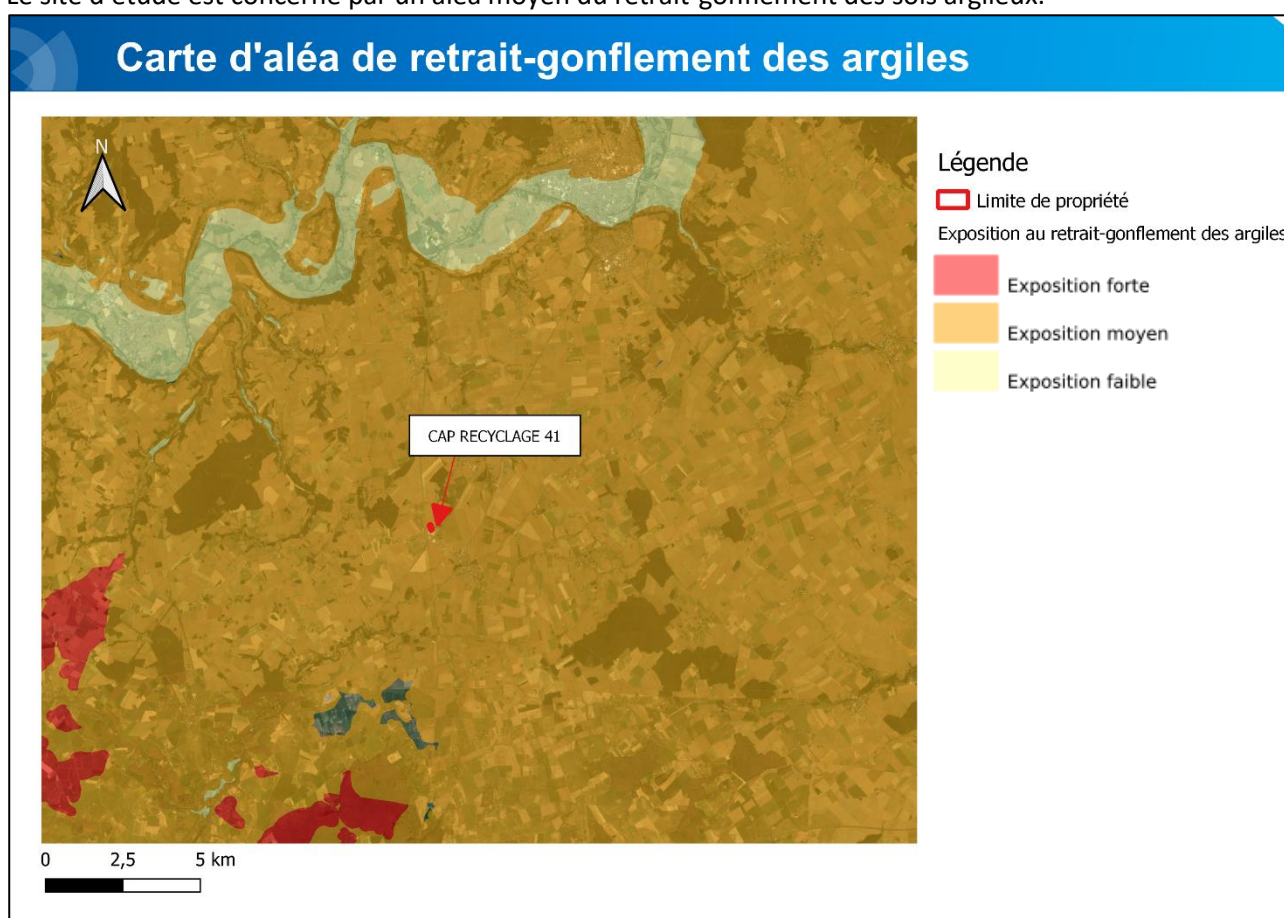 Le site d'étude est concerné par un aléa moyen du retrait-gonflement des sols argileux.
Carte d'aléa de retrait-gonflement des argiles
N
Légende
Limite de propriété
Exposition au retrait-gonflement des argiles
Exposition forte
Exposition moyen
Exposition faible
CAP RECYCLAGE 41
0 2,5 5 km